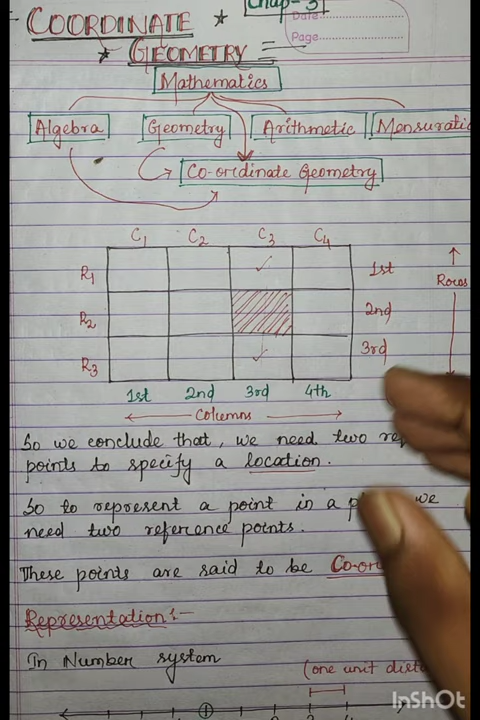 Chap- 3
COORDINATE
Date
Page
GEOMETRY
Mathematics
Algebra Geometry Arithmetic
Co-ordinate Geometry
C1 C2 C3 C4
R1 1st
Rows
R2 2nd
R3 3rd
1st 2nd 3rd 4th
Columns
So we conclude that, we need two
points to specify a location.
So to represent a point in a we
need two reference points.
These points are said to be
Representation :-
In Number system
(one unit
InShOt